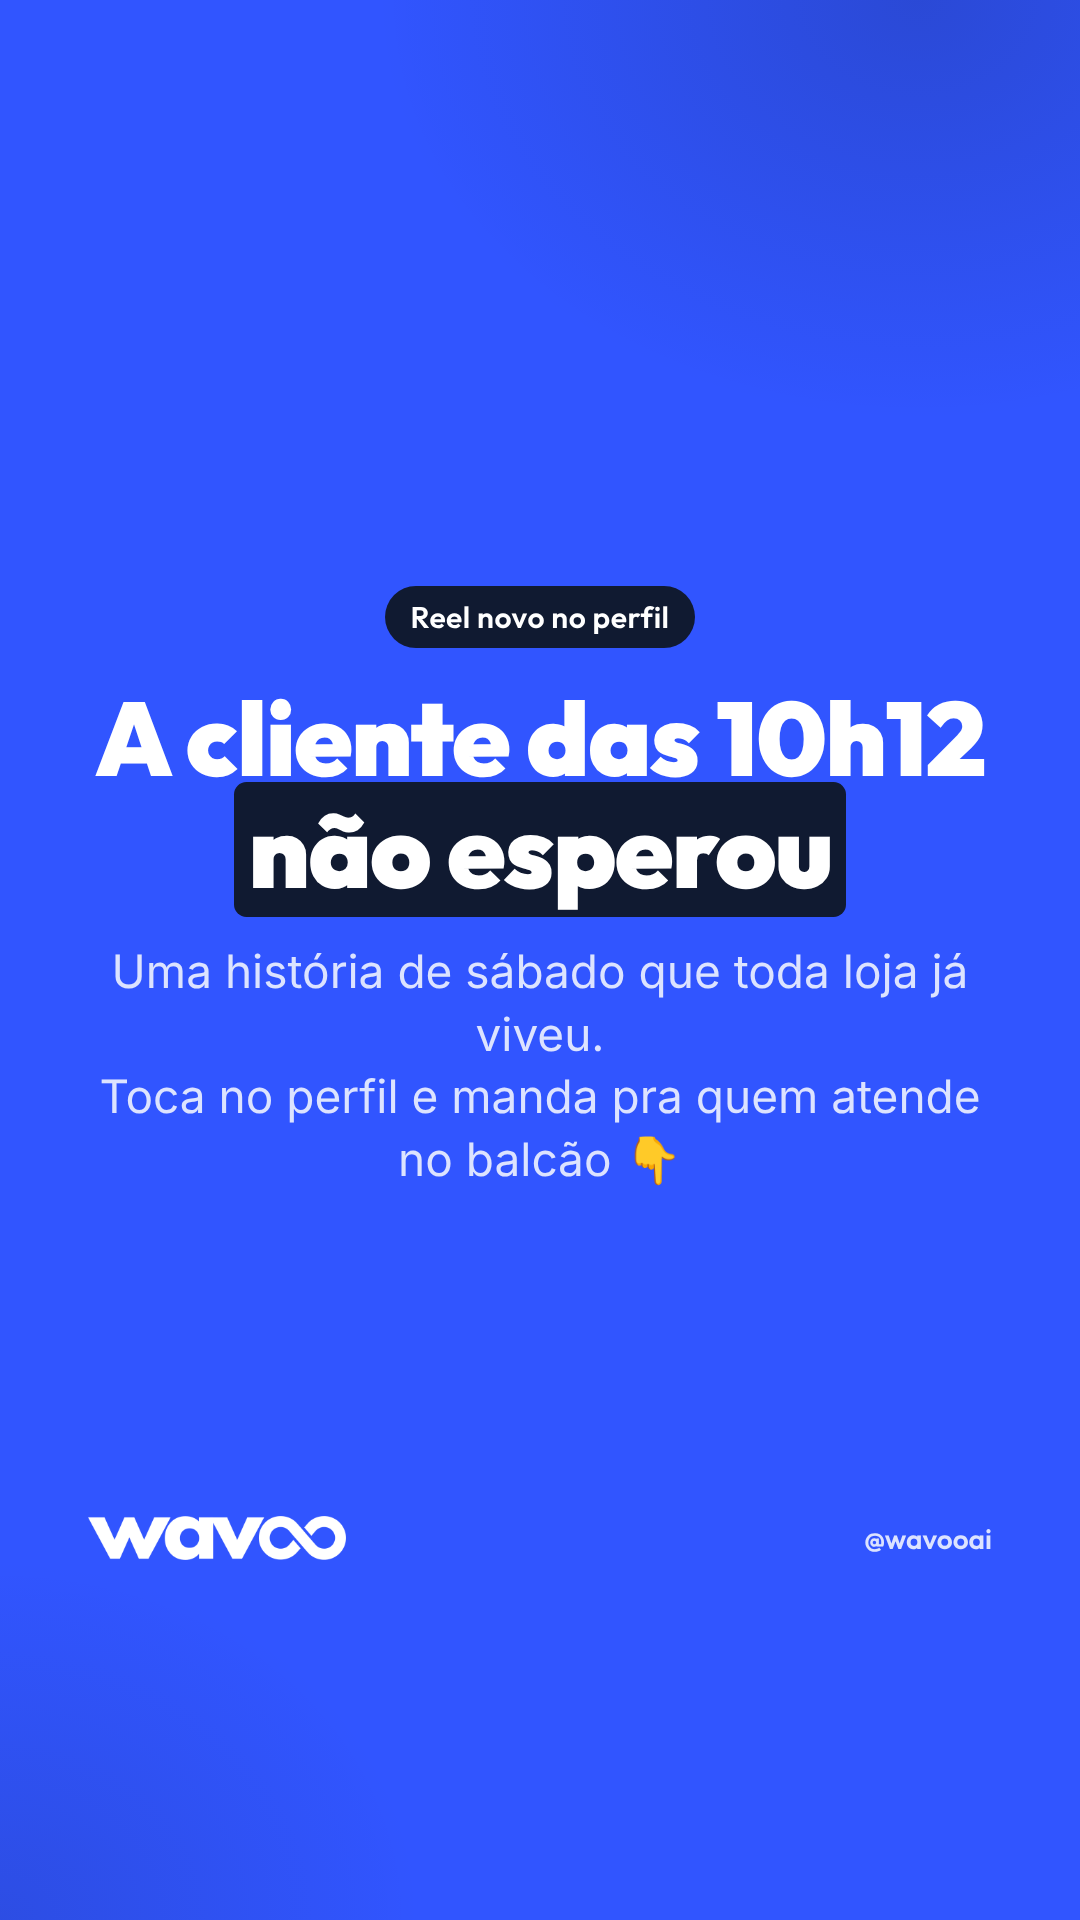 Reel novo no perfil
A cliente das 10h12
não esperou
Uma história de sábado que toda loja já
viveu.
Toca no perfil e manda pra quem atende
no balcão 👇
wavoo
@wavooai